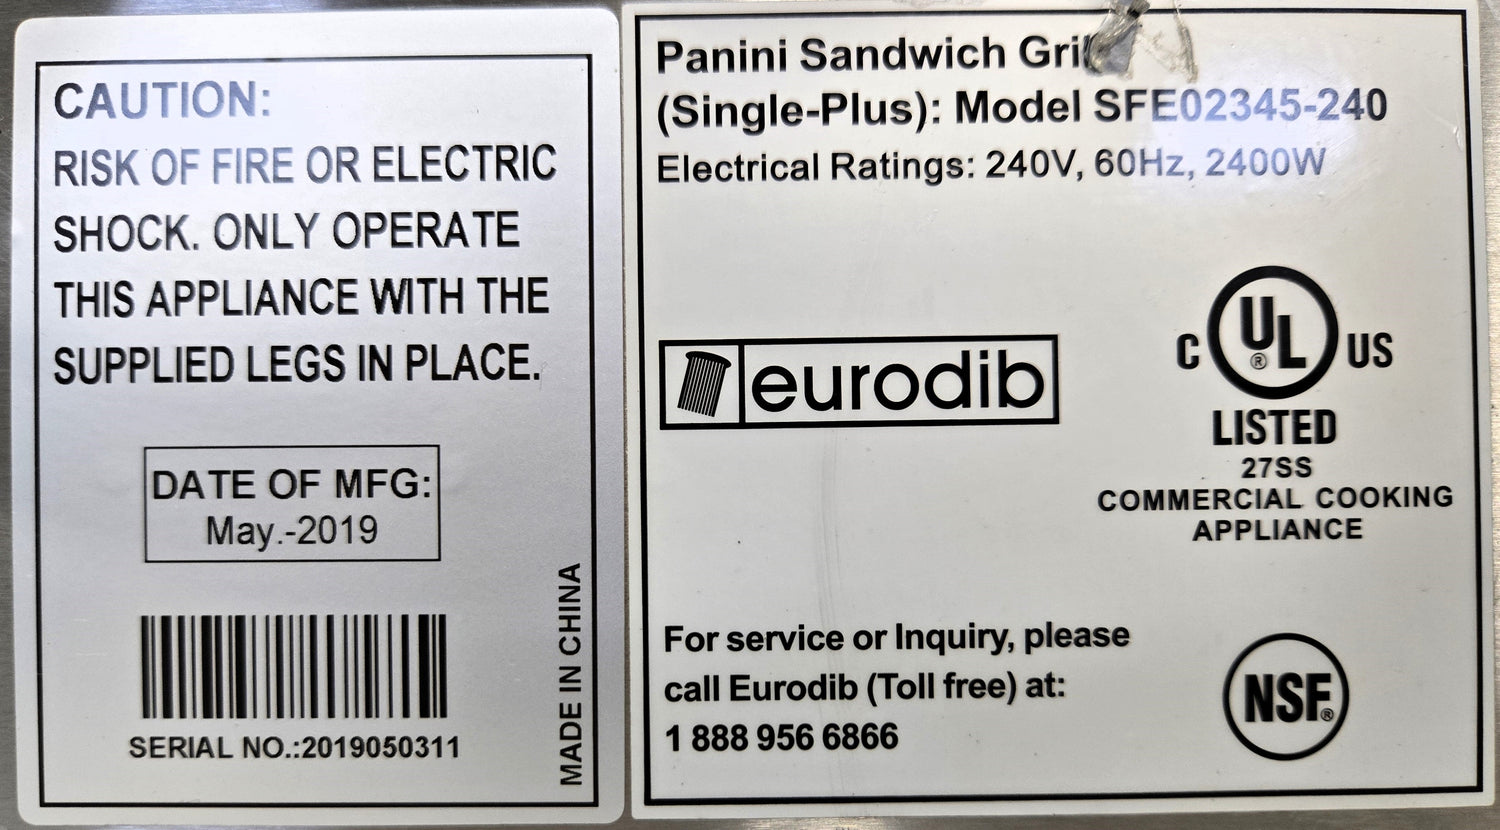 CAUTION:
RISK OF FIRE OR ELECTRIC
SHOCK. ONLY OPERATE
THIS APPLIANCE WITH THE
SUPPLIED LEGS IN PLACE.
DATE OF MFG:
May.-2019
SERIAL NO.:2019050311
MADE IN CHINA
Panini Sandwich Gril
(Single-Plus): Model SFE02345-240
Electrical Ratings: 240V, 60Hz, 2400W
eurodib
C UL® US
LISTED
27SS
COMMERCIAL COOKING
APPLIANCE
For service or Inquiry, please
call Eurodib (Toll free) at:
1 888 956 6866
NSF®